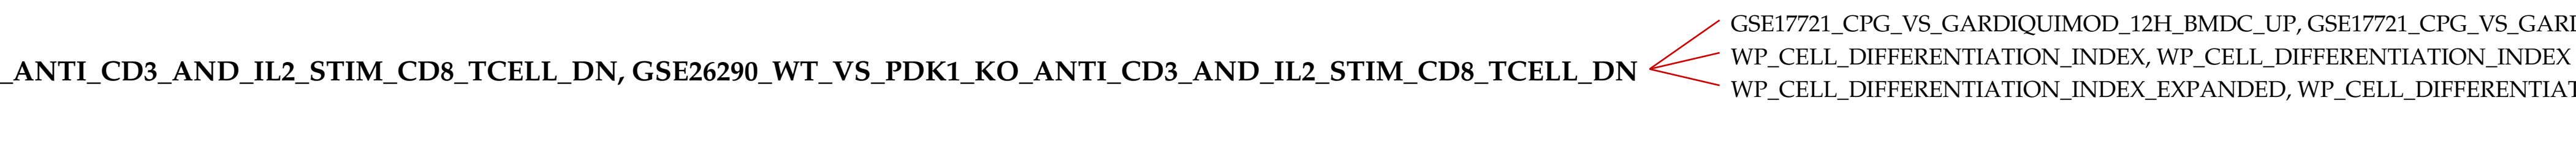 _ANTI_CD3_AND_IL2_STIM_CD8_TCELL_DN, GSE26290_WT_VS_PDK1_KO_ANTI_CD3_AND_IL2_STIM_CD8_TCELL_DN
GSE17721_CPG_VS_GARDIQUIMOD_12H_BMDC_UP, GSE17721_CPG_VS_GARI
WP_CELL_DIFFERENTIATION_INDEX, WP_CELL_DIFFERENTIATION_INDEX
WP_CELL_DIFFERENTIATION_INDEX_EXPANDED, WP_CELL_DIFFERENTIAT